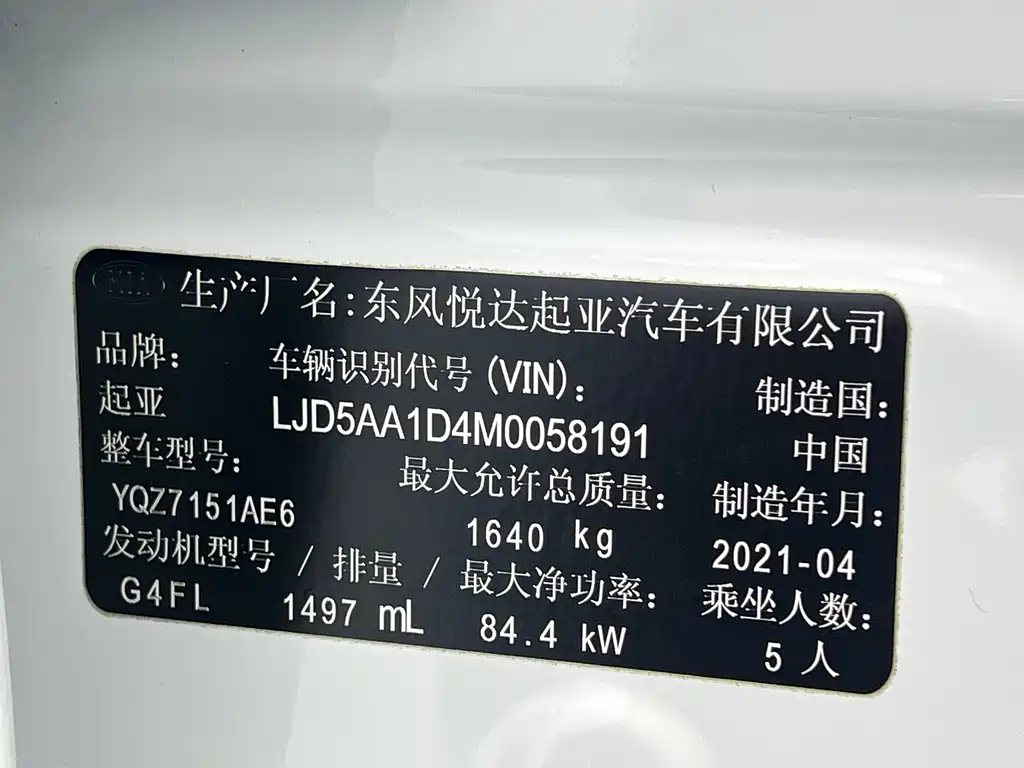 KIA
生产厂名：东风悦达起亚汽车有限公司
品牌： 车辆识别代号 (VIN)： 制造国：
起亚 LJD5AA1D4M0058191 中国
整车型号： 最大允许总质量： 制造年月：
YQZ7151AE6 1640 kg 2021-04
发动机型号 / 排量 / 最大净功率： 乘坐人数：
G4FL 1497 mL 84.4 kW 5 人